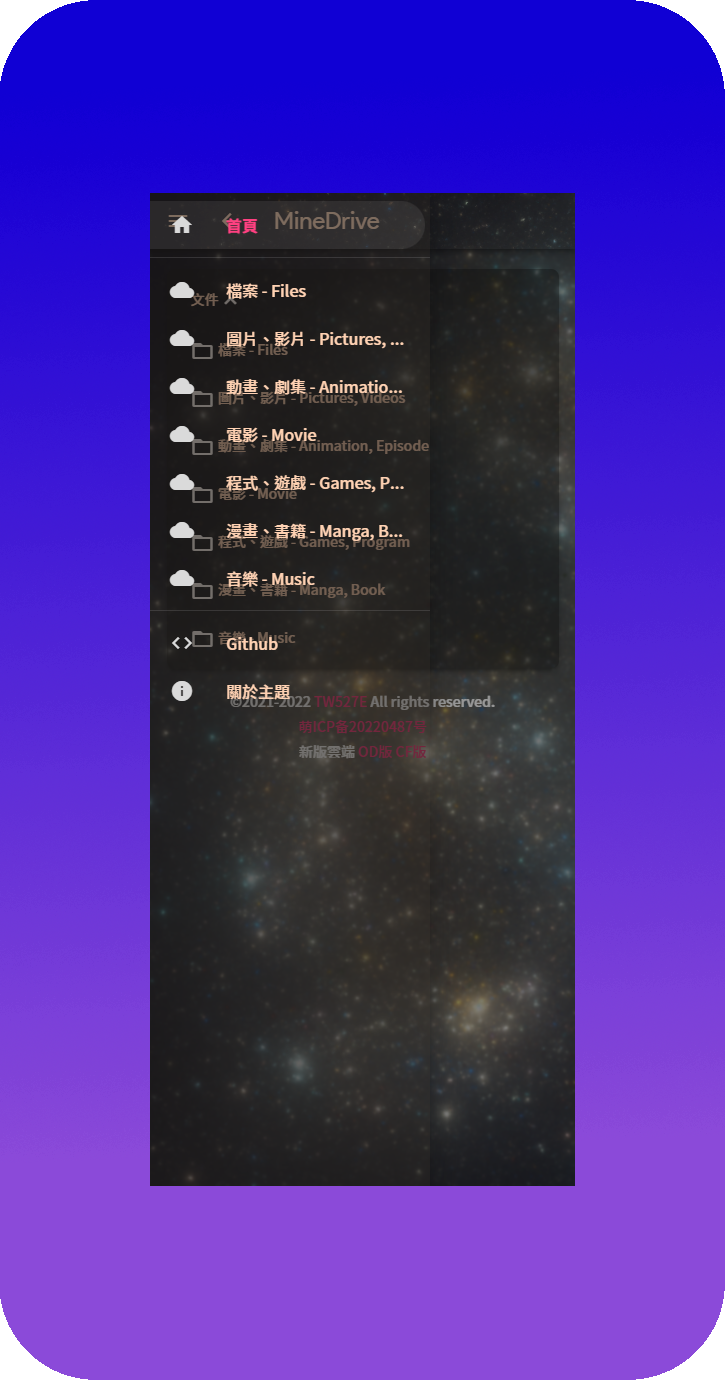 首頁 MineDrive
檔案 - Files
文件
圖片、影片 - Pictures, ...
檔案 - Files
動畫、劇集 - Animatio...
圖片、影片 - Pictures, Videos
電影 - Movie
動畫、劇集 - Animation, Episode
程式、遊戲 - Games, P...
電影 - Movie
漫畫、書籍 - Manga, B...
程式、遊戲 - Games, Program
音樂 - Music
漫畫、書籍 - Manga, Book
音樂 - Music
Github
關於主題
©2021-2022 TW527E All rights reserved.
萌ICP备20220487号
新版雲端 OD版 CF版